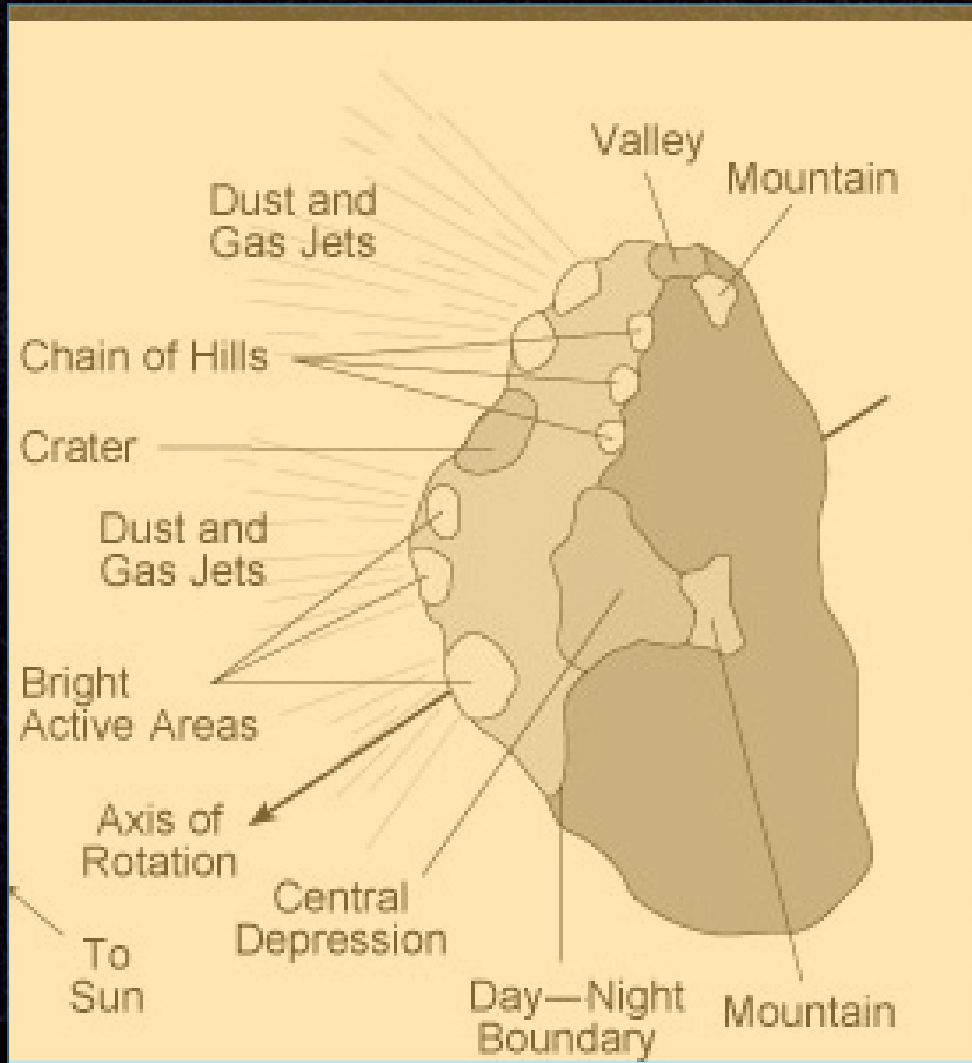 Valley
Mountain
Dust and
Gas Jets
Chain of Hills
Crater
Dust and
Gas Jets
Bright
Active Areas
Axis of
Rotation
Central
Depression
To
Sun
Day—Night
Boundary
Mountain